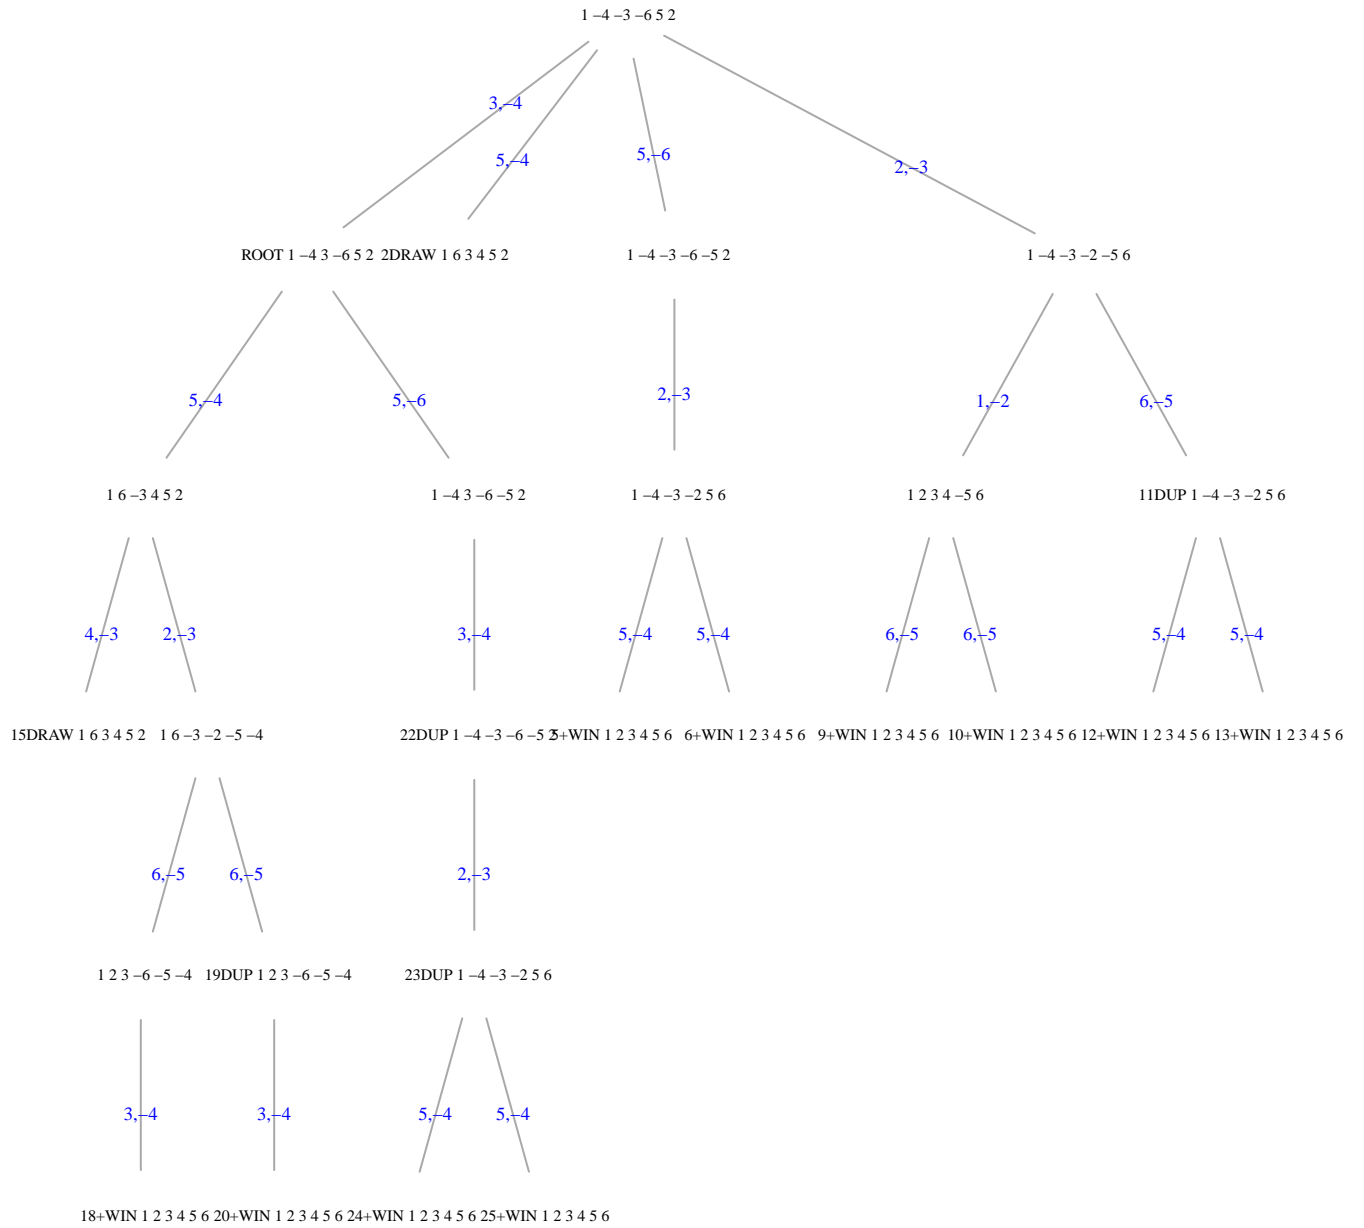 1 –4 –3 –6 5 2
3,–4
5,–4
5,–6
2,–3
ROOT 1 –4 3 –6 5 2 2DRAW 1 6 3 4 5 2 1 –4 –3 –6 –5 2 1 –4 –3 –2 –5 6
5,–4 5,–6 2,–3 1,–2 6,–5
1 6 –3 4 5 2 1 –4 3 –6 –5 2 1 –4 –3 –2 5 6 1 2 3 4 –5 6 11DUP 1 –4 –3 –2 5 6
4,–3 2,–3 3,–4 5,–4 5,–4 6,–5 6,–5 5,–4 5,–4
15DRAW 1 6 3 4 5 2 1 6 –3 –2 –5 –4 22DUP 1 –4 –3 –6 –5 2 5+WIN 1 2 3 4 5 6 6+WIN 1 2 3 4 5 6 9+WIN 1 2 3 4 5 6 10+WIN 1 2 3 4 5 6 12+WIN 1 2 3 4 5 6 13+WIN 1 2 3 4 5 6
6,–5 6,–5 2,–3
1 2 3 –6 –5 –4 19DUP 1 2 3 –6 –5 –4 23DUP 1 –4 –3 –2 5 6
3,–4 3,–4 5,–4 5,–4
18+WIN 1 2 3 4 5 6 20+WIN 1 2 3 4 5 6 24+WIN 1 2 3 4 5 6 25+WIN 1 2 3 4 5 6